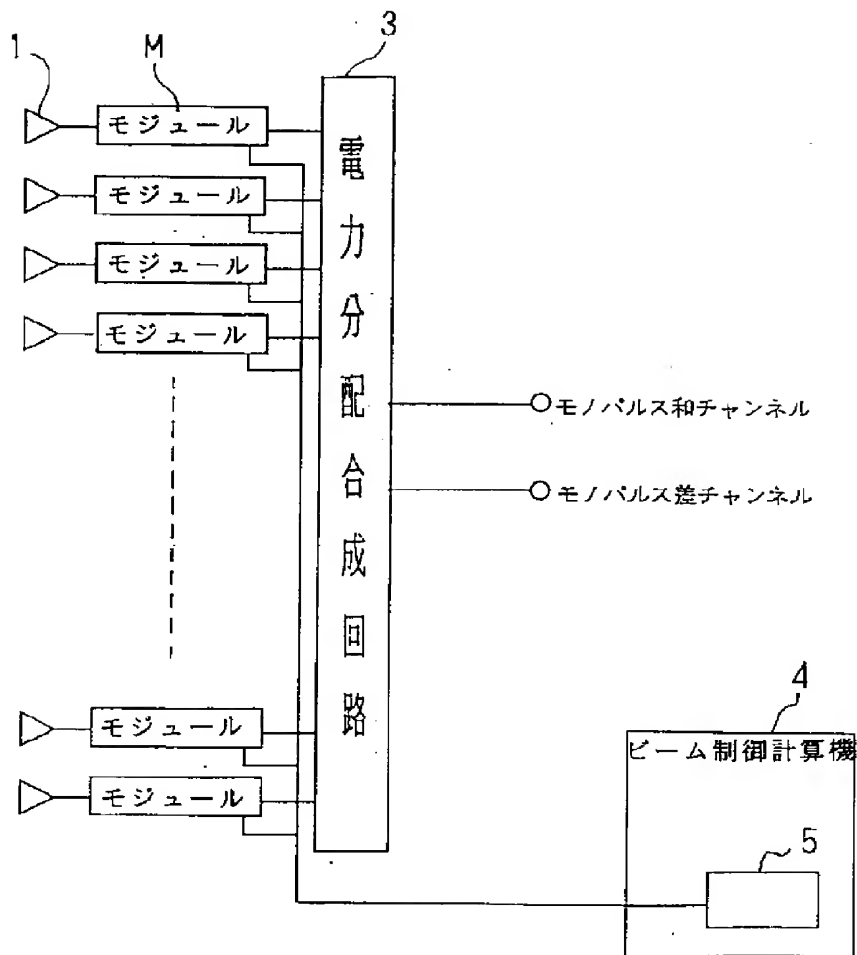 1
M
3
モジュール
モジュール
モジュール
モジュール
電力分配合成回路
モノパルス和チャンネル
モノパルス差チャンネル
モジュール
モジュール
4
ビーム制御計算機
5